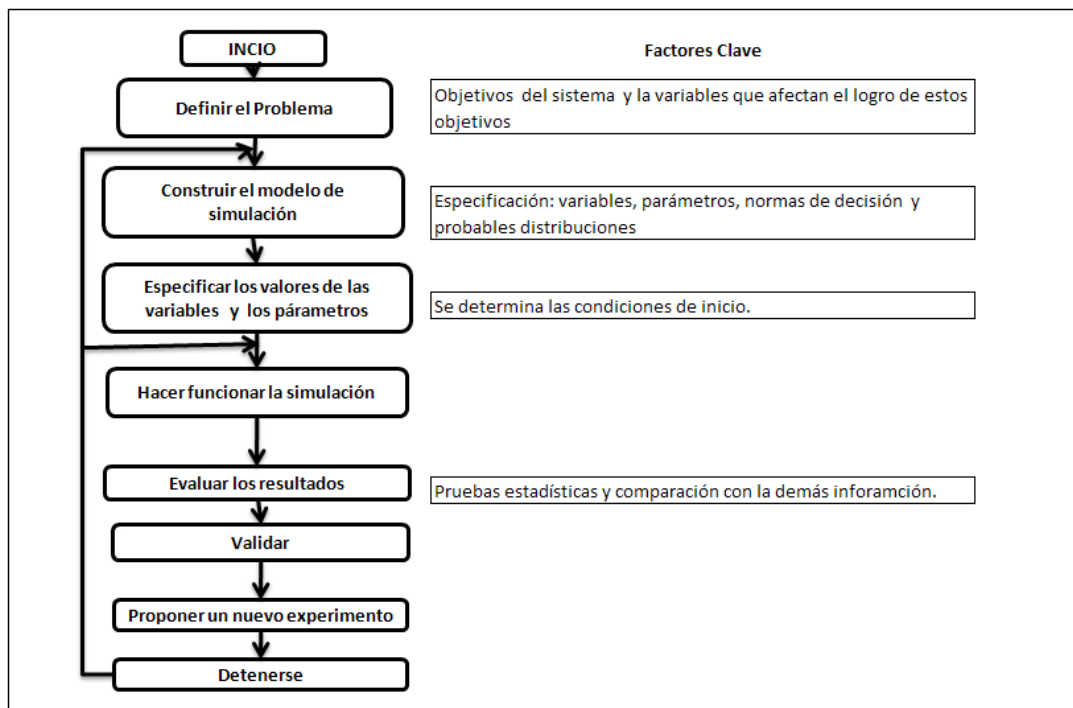 INCIO
Factores Clave
Definir el Problema
Objetivos del sistema y la variables que afectan el logro de estos
objetivos
Construir el modelo de
simulación
Especificación: variables, parámetros, normas de decisión y
probables distribuciones
Especificar los valores de las
variables y los párametros
Se determina las condiciones de inicio.
Hacer funcionar la simulación
Evaluar los resultados
Pruebas estadísticas y comparación con la demás inforamción.
Validar
Proponer un nuevo experimento
Detenerse